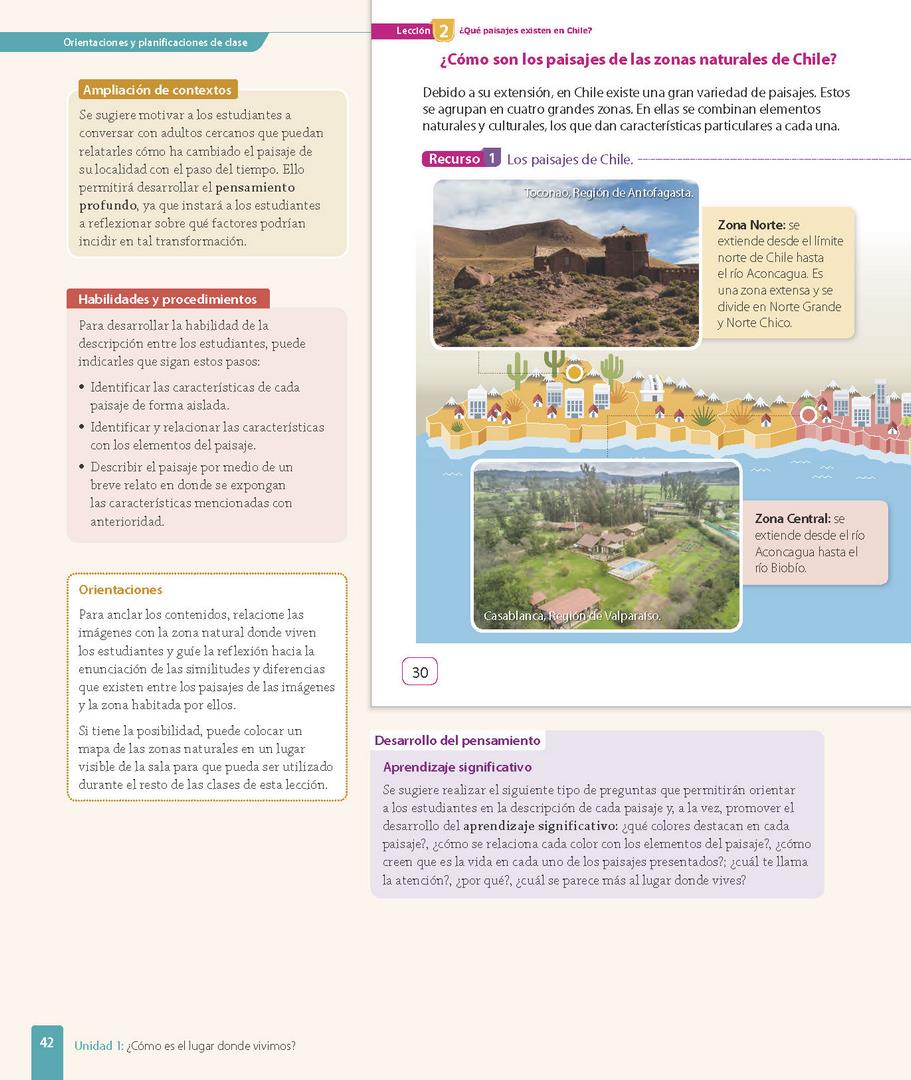 Orientaciones y planificaciones de clase
Ampliación de contextos
Se sugiere motivar a los estudiantes a
conversar con adultos cercanos que puedan
relatarles cómo ha cambiado el paisaje de
su localidad con el paso del tiempo. Ello
permitirá desarrollar el pensamiento
profundo, ya que instará a los estudiantes
a reflexionar sobre qué factores podrían
incidir en tal transformación.
Habilidades y procedimientos
Para desarrollar la habilidad de la
descripción entre los estudiantes, puede
indicarles que sigan estos pasos:
• Identificar las características de cada
paisaje de forma aislada.
• Identificar y relacionar las características
con los elementos del paisaje.
• Describir el paisaje por medio de un
breve relato en donde se expongan
las características mencionadas con
anterioridad.
Orientaciones
Para anclar los contenidos, relacione las
imágenes con la zona natural donde viven
los estudiantes y guíe la reflexión hacia la
enunciación de las similitudes y diferencias
que existen entre los paisajes de las imágenes
y la zona habitada por ellos.
Si tiene la posibilidad, puede colocar un
mapa de las zonas naturales en un lugar
visible de la sala para que pueda ser utilizado
durante el resto de las clases de esta lección.
Lección 2 ¿Qué paisajes existen en Chile?
¿Cómo son los paisajes de las zonas naturales de Chile?
Debido a su extensión, en Chile existe una gran variedad de paisajes. Estos
se agrupan en cuatro grandes zonas. En ellas se combinan elementos
naturales y culturales, los que dan características particulares a cada una.
Recurso 1 Los paisajes de Chile.
Toconao, Región de Antofagasta.
Zona Norte: se
extiende desde el límite
norte de Chile hasta
el río Aconcagua. Es
una zona extensa y se
divide en Norte Grande
y Norte Chico.
Zona Central: se
extiende desde el río
Aconcagua hasta el
río Biobío.
Casablanca, Región de Valparaíso.
30
Desarrollo del pensamiento
Aprendizaje significativo
Se sugiere realizar el siguiente tipo de preguntas que permitirán orientar
a los estudiantes en la descripción de cada paisaje y, a la vez, promover el
desarrollo del aprendizaje significativo: ¿qué colores destacan en cada
paisaje?, ¿cómo se relaciona cada color con los elementos del paisaje?, ¿cómo
creen que es la vida en cada uno de los paisajes presentados?; ¿cuál te llama
la atención?, ¿por qué?, ¿cuál se parece más al lugar donde vives?
42 Unidad 1: ¿Cómo es el lugar donde vivimos?